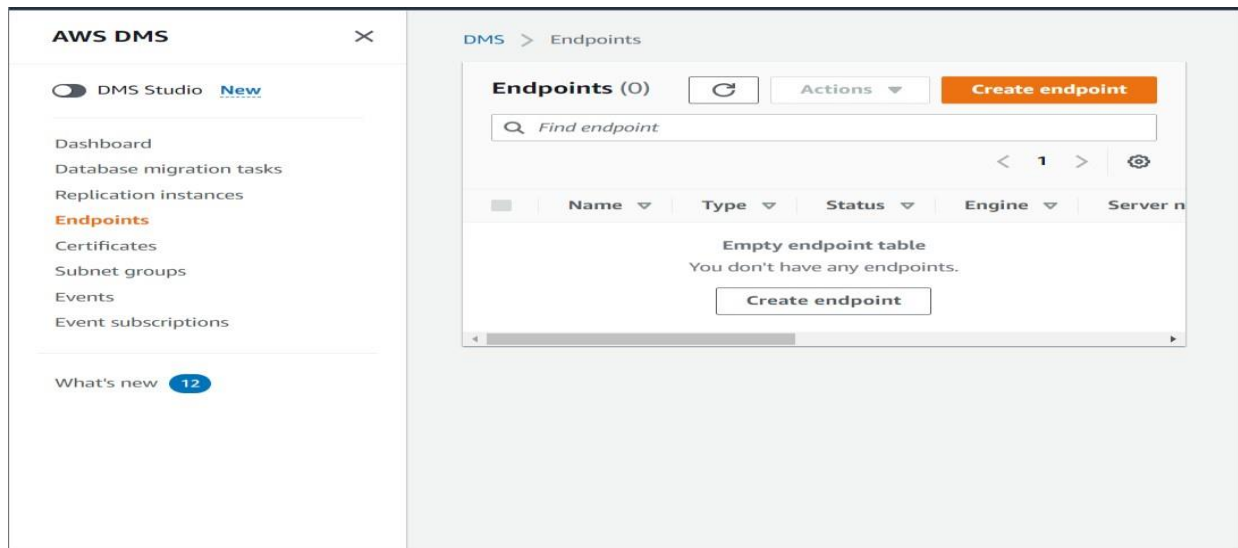 AWS DMS
DMS Studio New
Dashboard
Database migration tasks
Replication instances
Endpoints
Certificates
Subnet groups
Events
Event subscriptions
What's new 12
DMS > Endpoints
Endpoints (0) Actions Create endpoint
Find endpoint
< 1 >
Name Type Status Engine Server n
Empty endpoint table
You don't have any endpoints.
Create endpoint